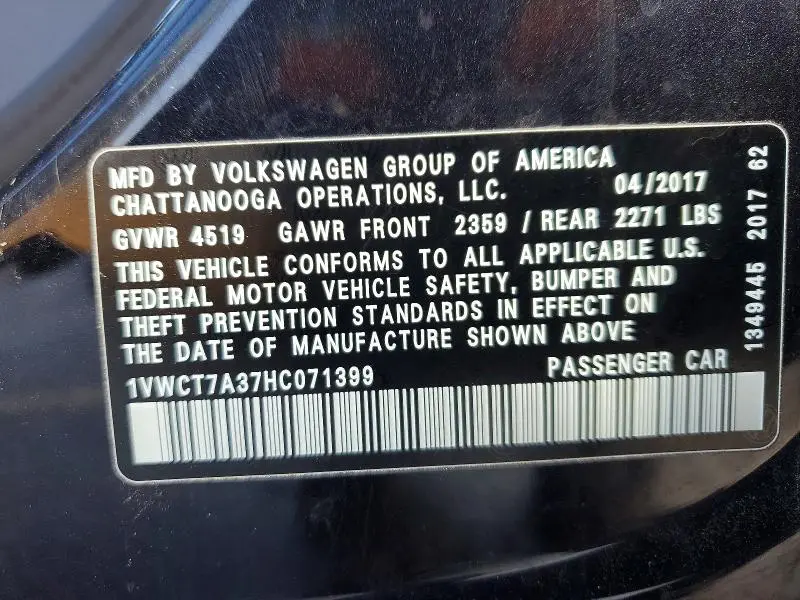 MFD BY VOLKSWAGEN GROUP OF AMERICA
CHATTANOOGA OPERATIONS, LLC. 04/2017
GVWR 4519 GAWR FRONT 2359 / REAR 2271 LBS
THIS VEHICLE CONFORMS TO ALL APPLICABLE U.S.
FEDERAL MOTOR VEHICLE SAFETY, BUMPER AND
THEFT PREVENTION STANDARDS IN EFFECT ON
THE DATE OF MANUFACTURE SHOWN ABOVE
1VWCT7A37HC071399 PASSENGER CAR
1349445 2017 62